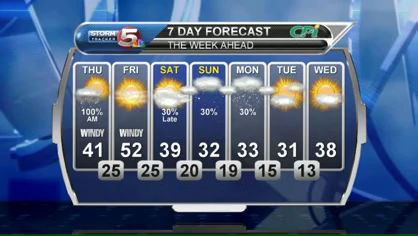 STORM TRACKER 5
7 DAY FORECAST
CPI
THE WEEK AHEAD
THU FRI SAT SUN MON TUE WED
100% AM 30% Late 30% 30%
WINDY WINDY
41 52 39 32 33 31 38
25 25 20 19 15 13